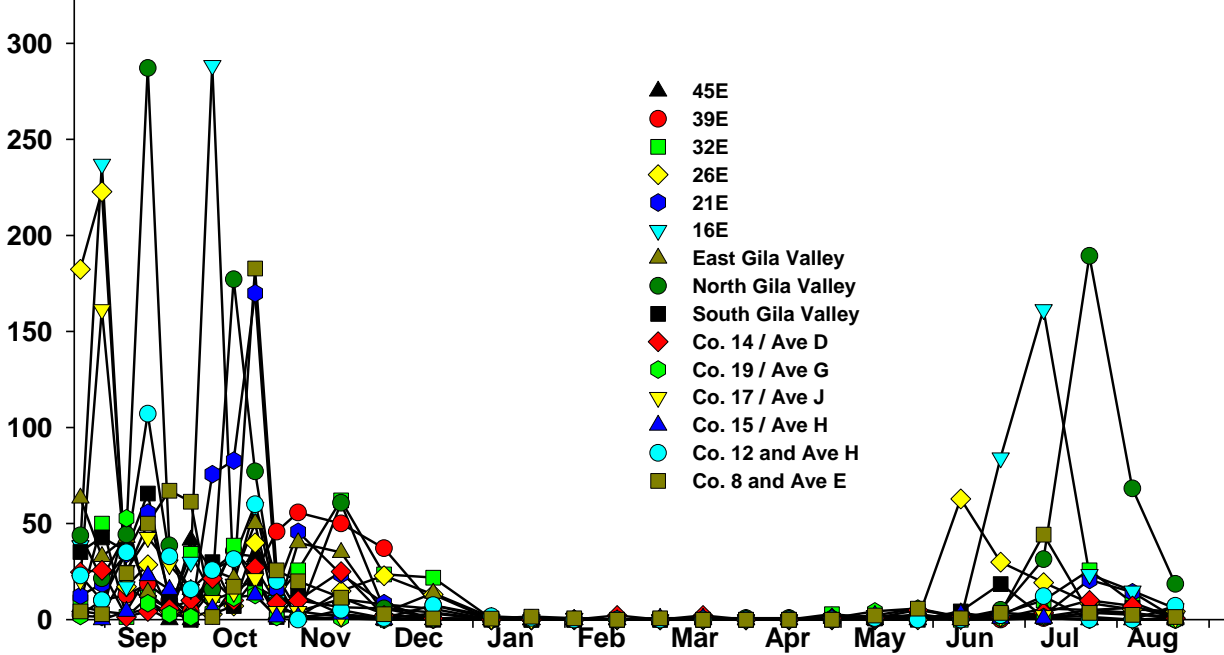 300
250
200
150
100
50
0
45E
39E
32E
26E
21E
16E
East Gila Valley
North Gila Valley
South Gila Valley
Co. 14 / Ave D
Co. 19 / Ave G
Co. 17 / Ave J
Co. 15 / Ave H
Co. 12 and Ave H
Co. 8 and Ave E
Sep Oct Nov Dec Jan Feb Mar Apr May Jun Jul Aug